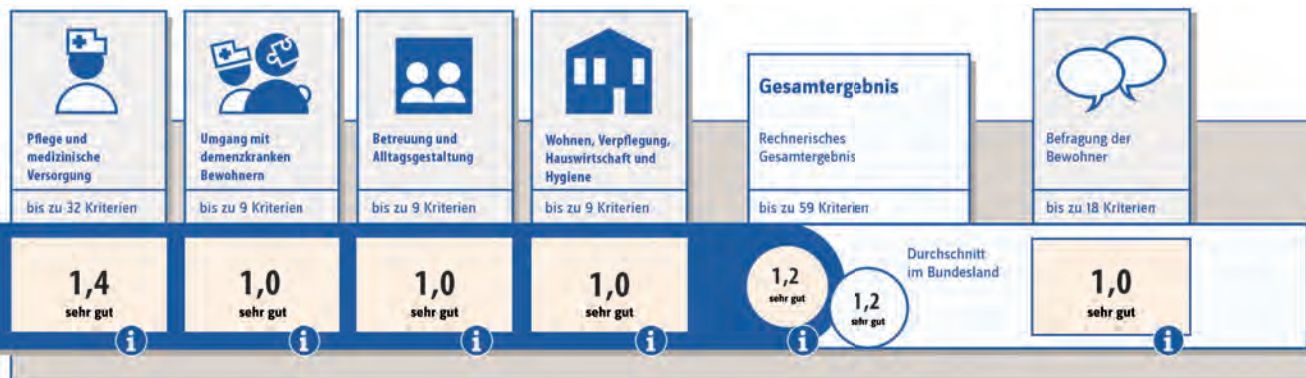 Pflege und
medizinische
Versorgung
bis zu 32 Kriterien
1,4
sehr gut
i
Umgang mit
demenzkranken
Bewohnern
bis zu 9 Kriterien
1,0
sehr gut
i
Betreuung und
Alltagsgestaltung
bis zu 9 Kriterien
1,0
sehr gut
i
Wohnen, Verpflegung,
Hauswirtschaft und
Hygiene
bis zu 9 Kriterien
1,0
sehr gut
i
Gesamtergebnis
Rechnerisches
Gesamtergebnis
bis zu 59 Kriterien
1,2
sehr gut
i
1,2
sehr gut
Durchschnitt
im Bundesland
Befragung der
Bewohner
bis zu 18 Kriterien
1,0
sehr gut
i